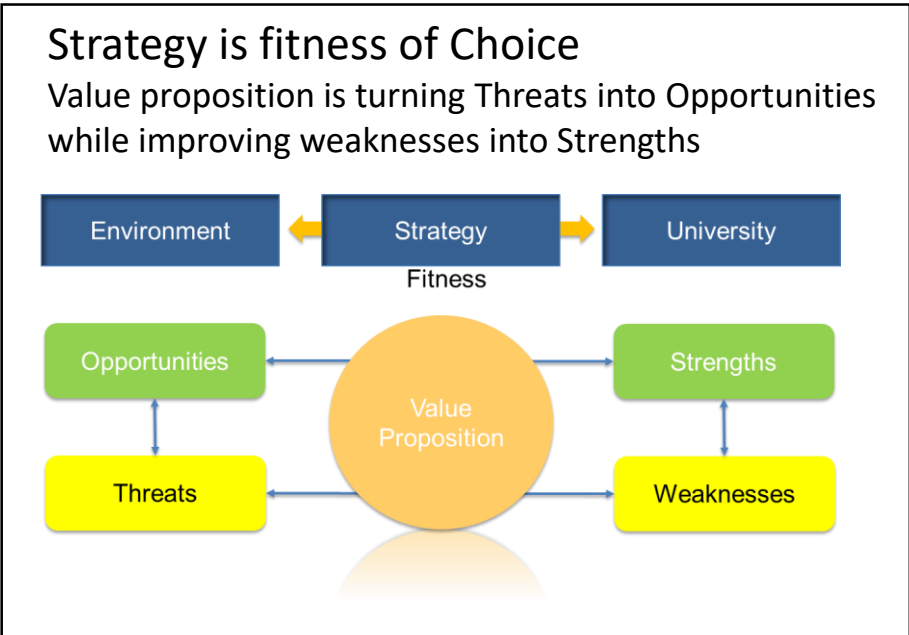 Strategy is fitness of Choice
Value proposition is turning Threats into Opportunities
while improving weaknesses into Strengths
Environment
Strategy
University
Fitness
Opportunities
Strengths
Value
Proposition
Threats
Weaknesses